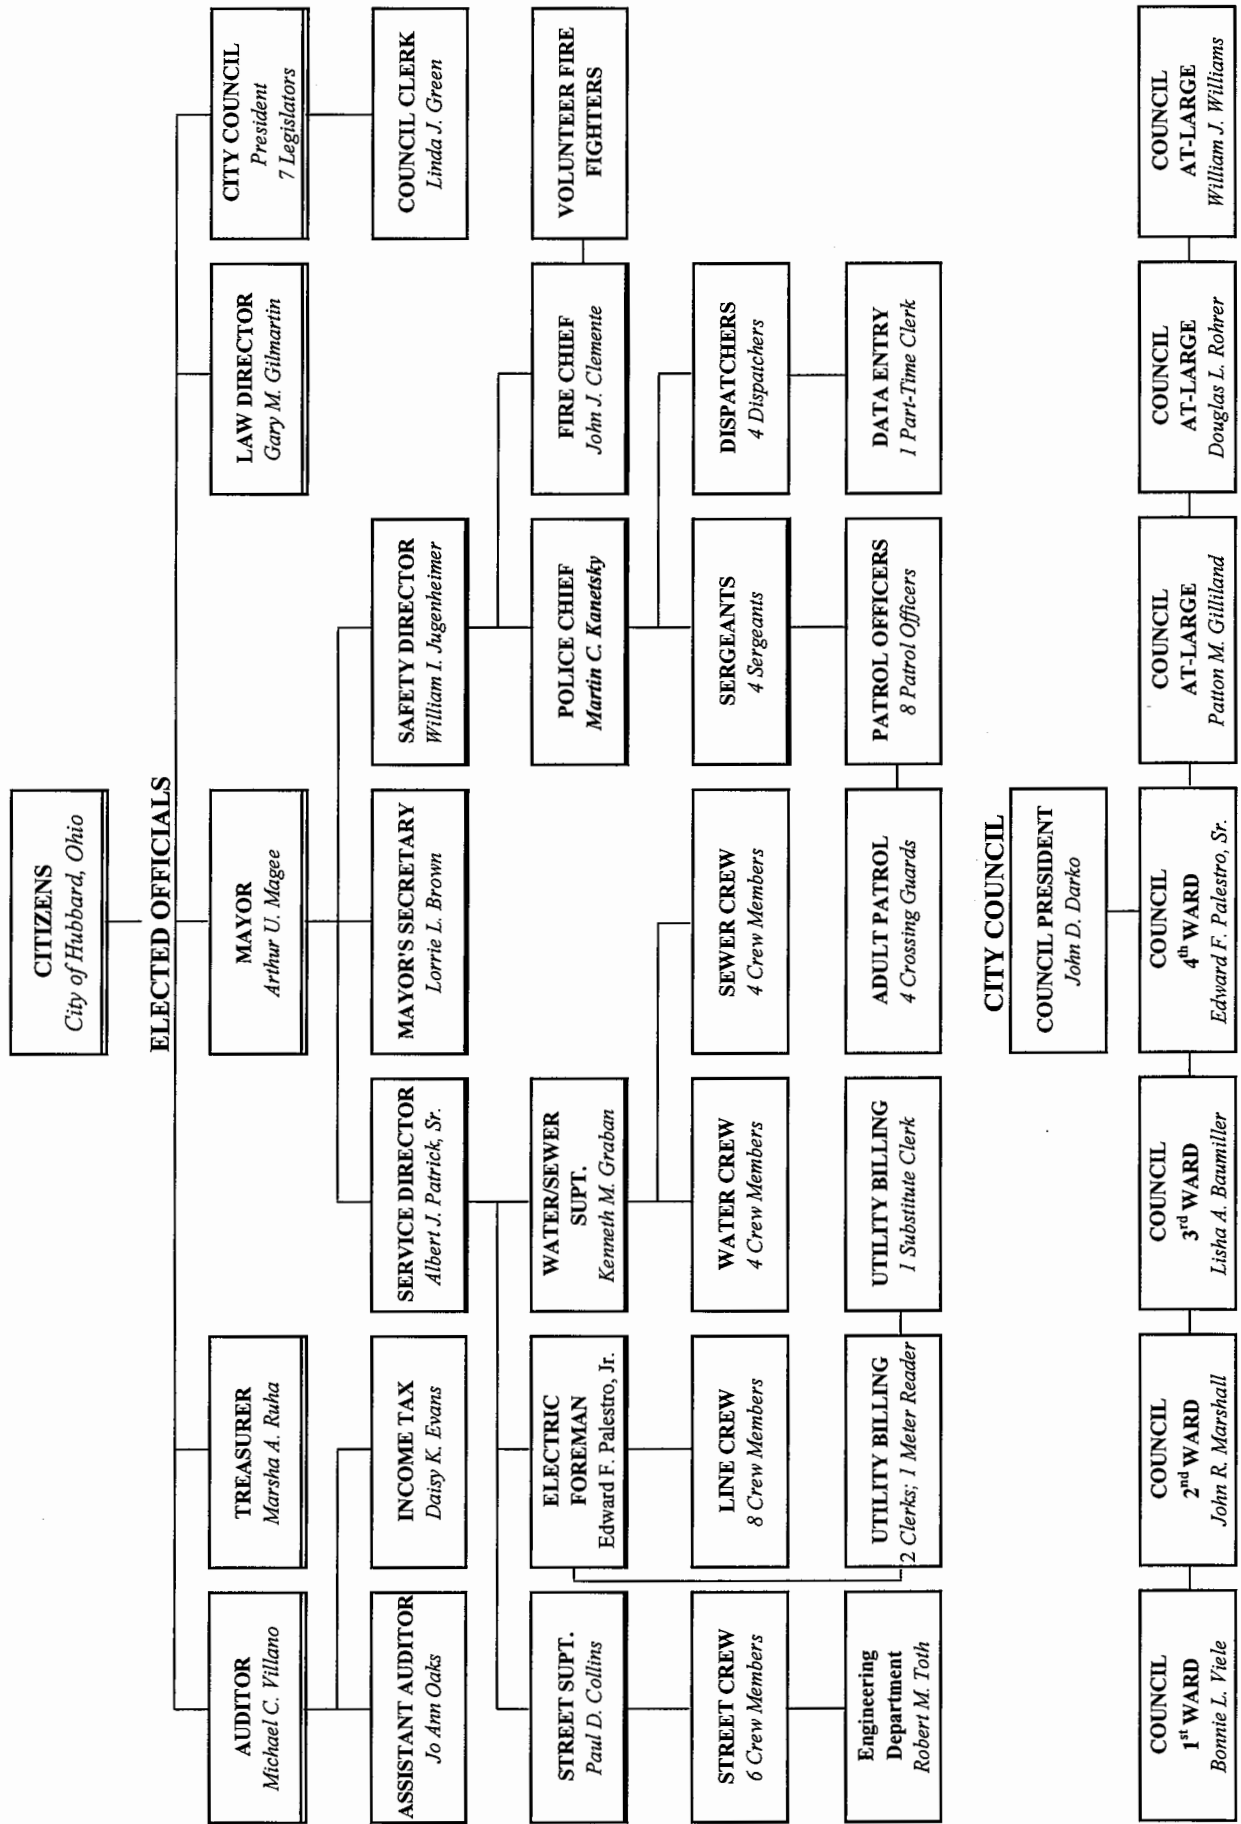 CITIZENS
City of Hubbard, Ohio
ELECTED OFFICIALS
AUDITOR
Michael C. Villano
TREASURER
Marsha A. Ruha
MAYOR
Arthur U. Magee
LAW DIRECTOR
Gary M. Gilmartin
CITY COUNCIL
President
7 Legislators
ASSISTANT AUDITOR
Jo Ann Oaks
INCOME TAX
Daisy K. Evans
SERVICE DIRECTOR
Albert J. Patrick, Sr.
MAYOR'S SECRETARY
Lorrie L. Brown
SAFETY DIRECTOR
William I. Jugenheimer
COUNCIL CLERK
Linda J. Green
STREET SUPT.
Paul D. Collins
ELECTRIC
FOREMAN
Edward F. Palestro, Jr.
WATER/SEWER
SUPT.
Kenneth M. Graban
POLICE CHIEF
Martin C. Kanetsky
FIRE CHIEF
John J. Clemente
VOLUNTEER FIRE
FIGHTERS
STREET CREW
6 Crew Members
LINE CREW
8 Crew Members
WATER CREW
4 Crew Members
SEWER CREW
4 Crew Members
SERGEANTS
4 Sergeants
DISPATCHERS
4 Dispatchers
Engineering
Department
Robert M. Toth
UTILITY BILLING
2 Clerks; 1 Meter Reader
UTILITY BILLING
1 Substitute Clerk
ADULT PATROL
4 Crossing Guards
PATROL OFFICERS
8 Patrol Officers
DATA ENTRY
1 Part-Time Clerk
CITY COUNCIL
COUNCIL PRESIDENT
John D. Darko
COUNCIL
1st WARD
Bonnie L. Viele
COUNCIL
2nd WARD
John R. Marshall
COUNCIL
3rd WARD
Lisha A. Baumiller
COUNCIL
4th WARD
Edward F. Palestro, Sr.
COUNCIL
AT-LARGE
Patton M. Gilliland
COUNCIL
AT-LARGE
Douglas L. Rohrer
COUNCIL
AT-LARGE
William J. Williams